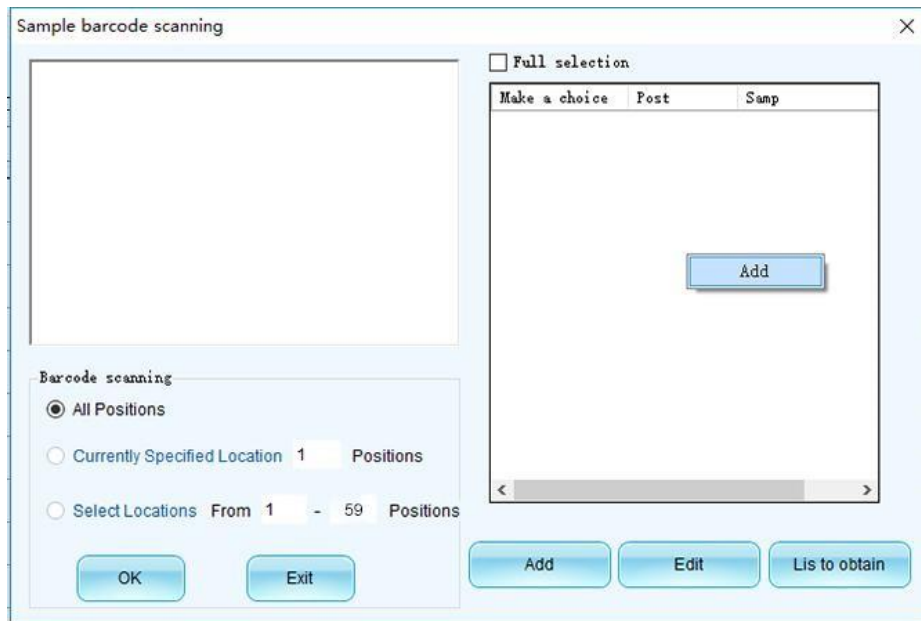 Sample barcode scanning
Full selection
Make a choice Post Samp
Add
Barcode scanning
All Positions
Currently Specified Location 1 Positions
Select Locations From 1 - 59 Positions
OK Exit
Add Edit Lis to obtain